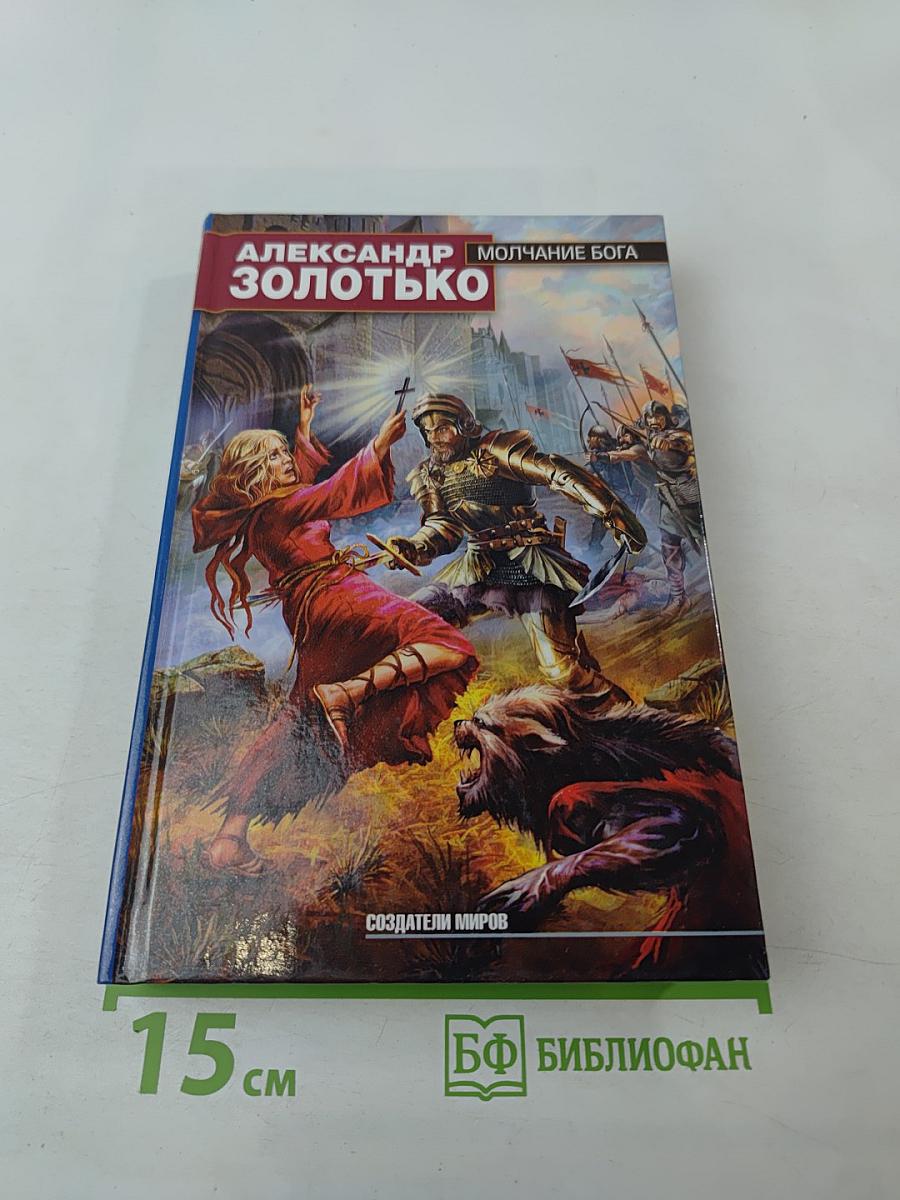 АЛЕКСАНДР
ЗОЛОТЬКО
МОЛЧАНИЕ БОГА
СОЗДАТЕЛИ МИРОВ
15 см
БФ БИБЛИОФАН